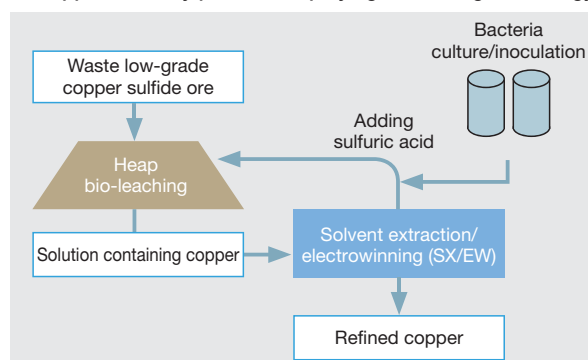 Bacteria
culture/inoculation
Waste low-grade
copper sulfide ore
Adding
sulfuric acid
Heap
bio-leaching
Solution containing copper
Solvent extraction/
electrowinning (SX/EW)
Refined copper